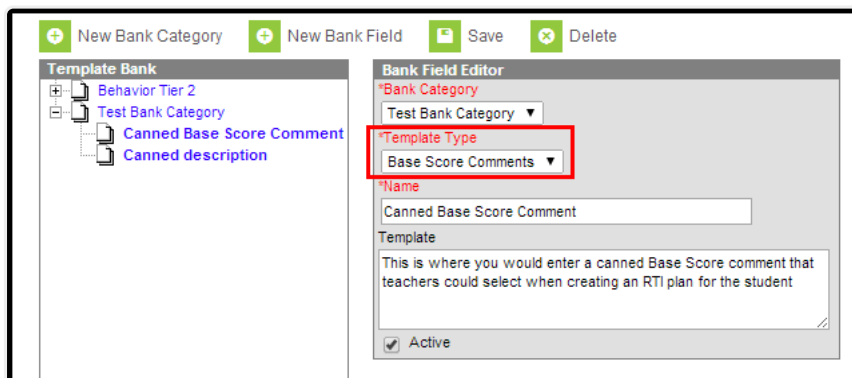 New Bank Category New Bank Field Save Delete
Template Bank
Behavior Tier 2
Test Bank Category
Canned Base Score Comment
Canned description
Bank Field Editor
*Bank Category
Test Bank Category
*Template Type
Base Score Comments
*Name
Canned Base Score Comment
Template
This is where you would enter a canned Base Score comment that
teachers could select when creating an RTI plan for the student
Active